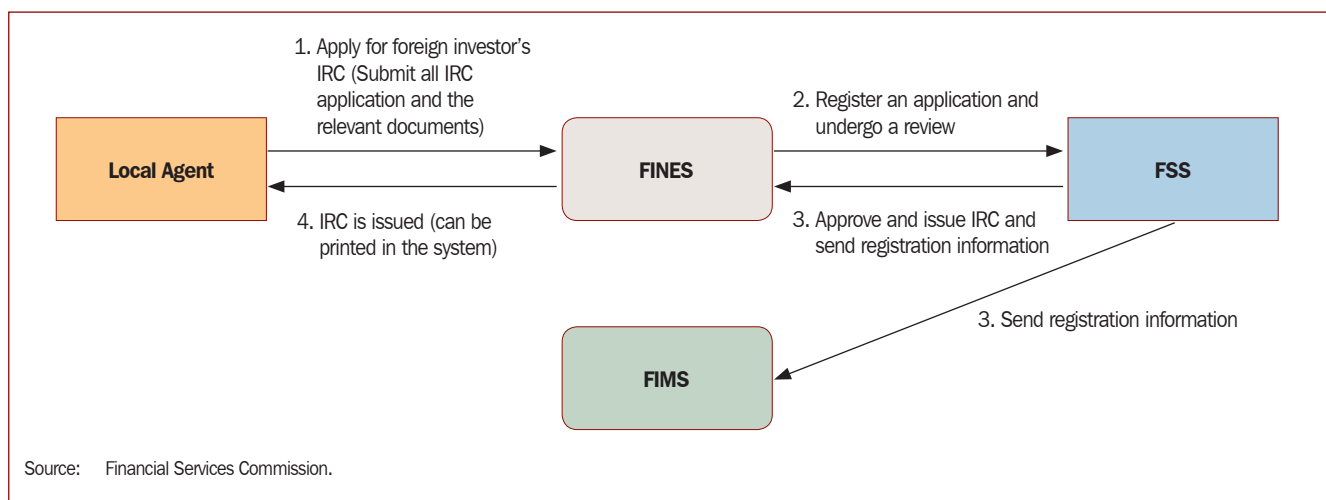 1. Apply for foreign investor’s
IRC (Submit all IRC
application and the
relevant documents)
2. Register an application and
undergo a review
Local Agent
FINES
FSS
4. IRC is issued (can be
printed in the system)
3. Approve and issue IRC and
send registration information
3. Send registration information
FIMS
Source: Financial Services Commission.